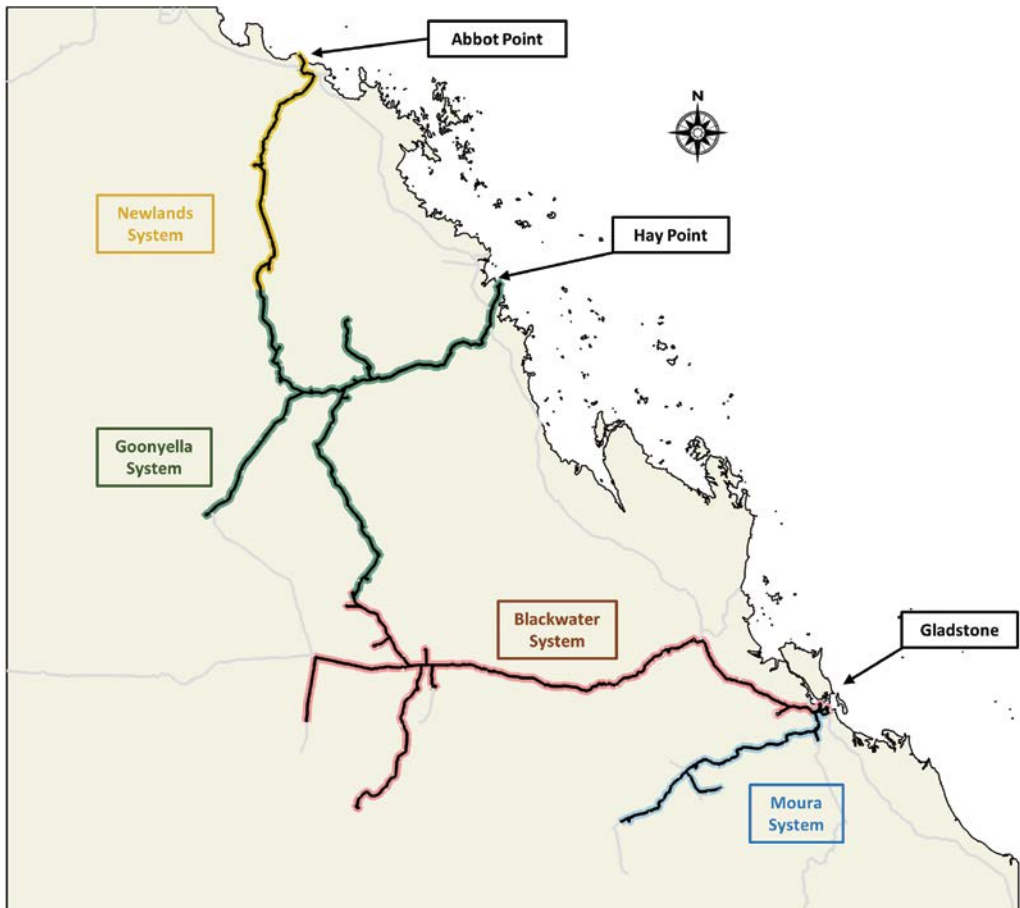 Abbot Point
N
Newlands
System
Hay Point
Goonyella
System
Blackwater
System
Gladstone
Moura
System